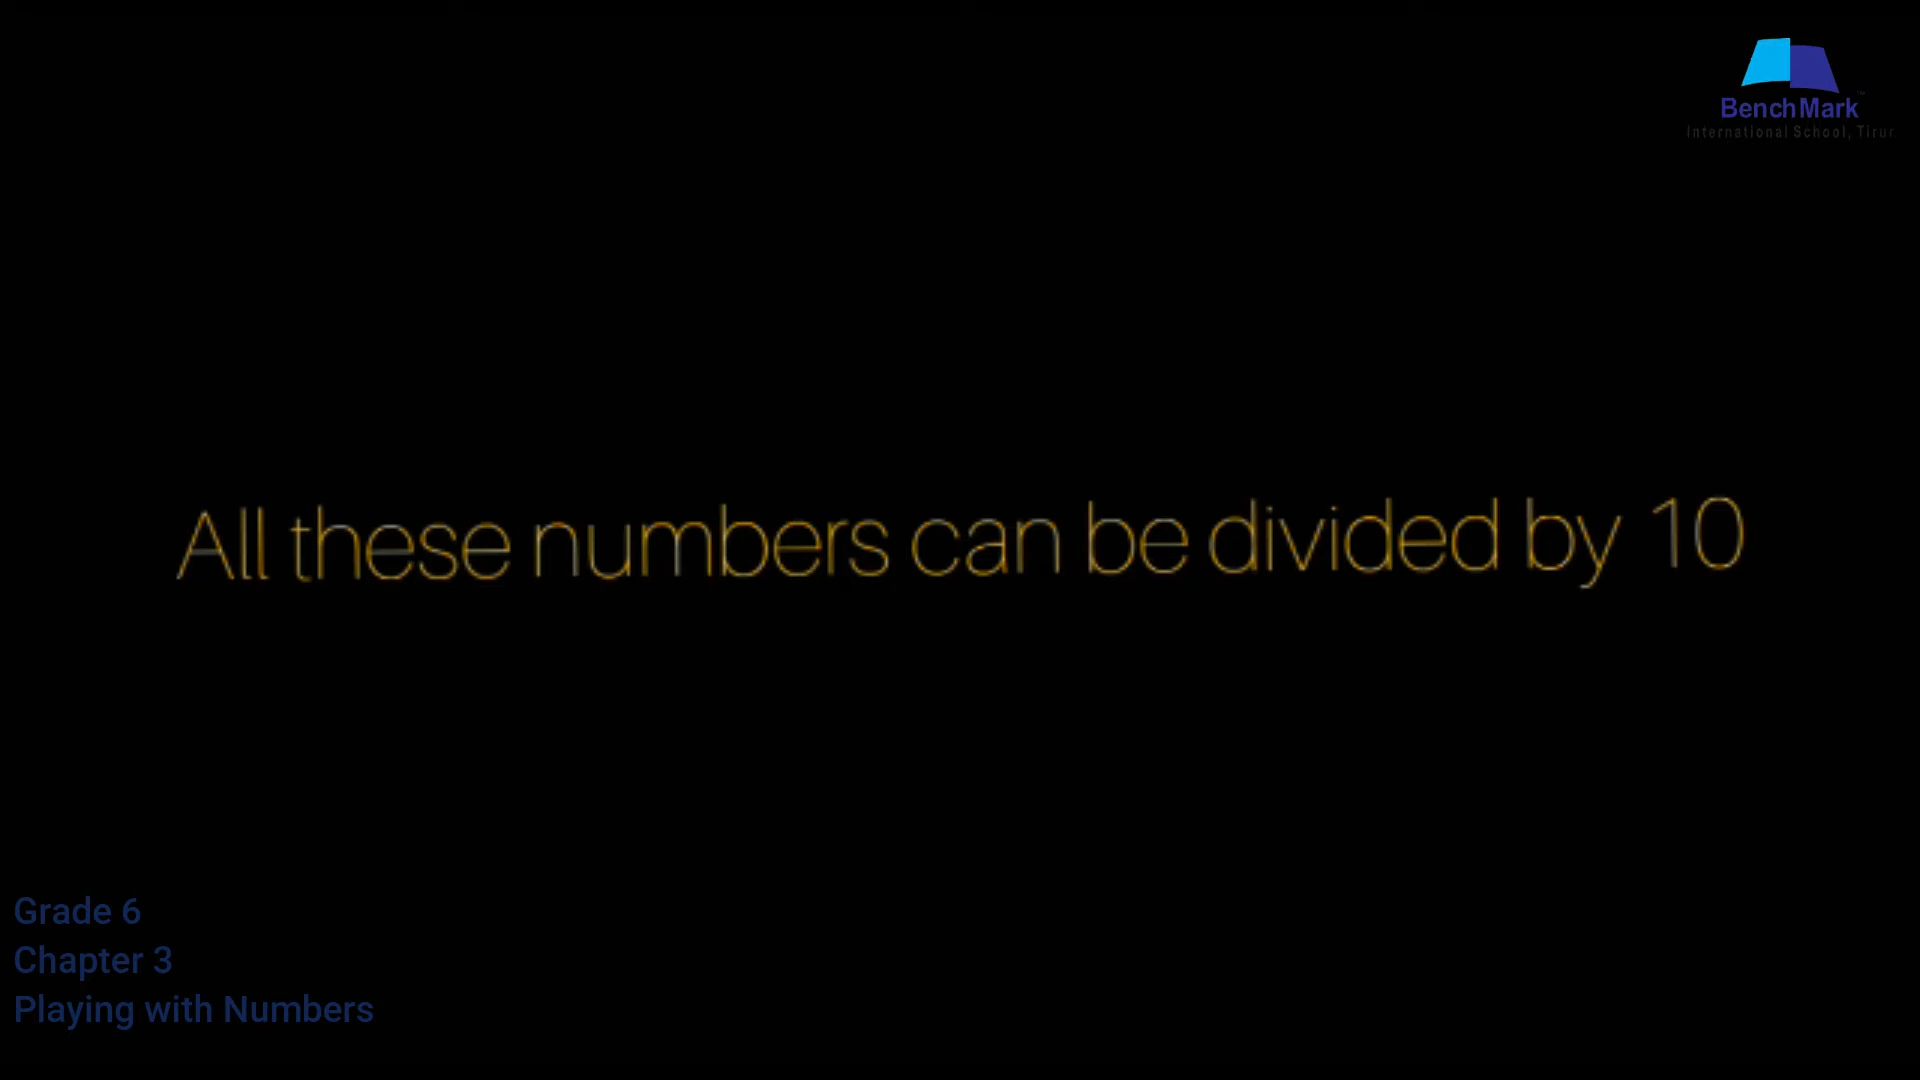 BenchMark
International School, Tirur
All these numbers can be divided by 10
Grade 6
Chapter 3
Playing with Numbers